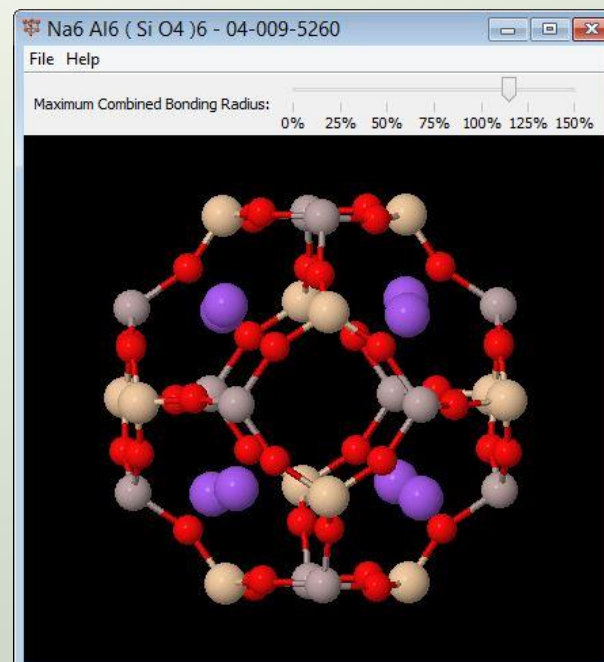 Na6 Al6 ( Si O4 )6 - 04-009-5260
File Help
Maximum Combined Bonding Radius:
0% 25% 50% 75% 100% 125% 150%